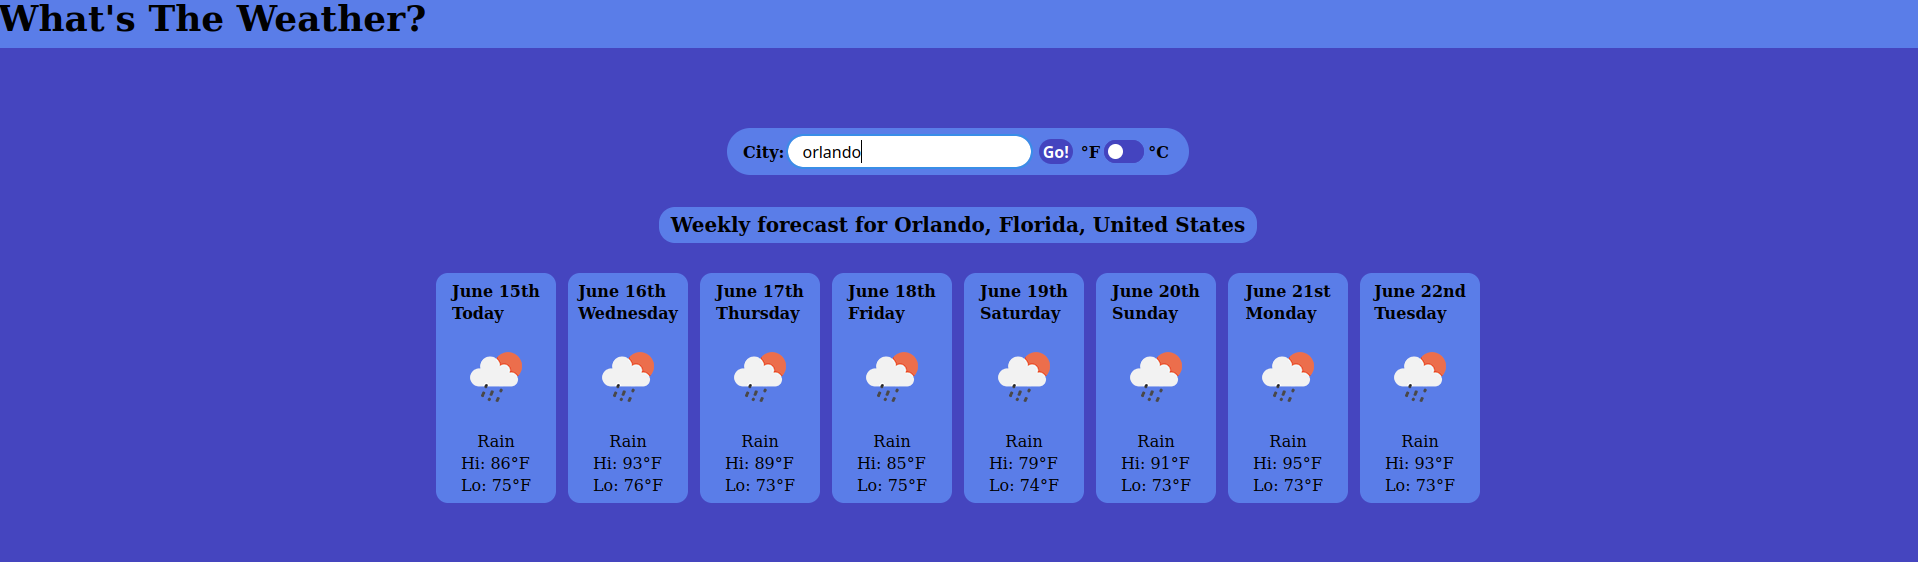 What's The Weather?
City: orlando Go! °F °C
Weekly forecast for Orlando, Florida, United States
June 15th
Today
Rain
Hi: 86°F
Lo: 75°F
June 16th
Wednesday
Rain
Hi: 93°F
Lo: 76°F
June 17th
Thursday
Rain
Hi: 89°F
Lo: 73°F
June 18th
Friday
Rain
Hi: 85°F
Lo: 75°F
June 19th
Saturday
Rain
Hi: 79°F
Lo: 74°F
June 20th
Sunday
Rain
Hi: 91°F
Lo: 73°F
June 21st
Monday
Rain
Hi: 95°F
Lo: 73°F
June 22nd
Tuesday
Rain
Hi: 93°F
Lo: 73°F